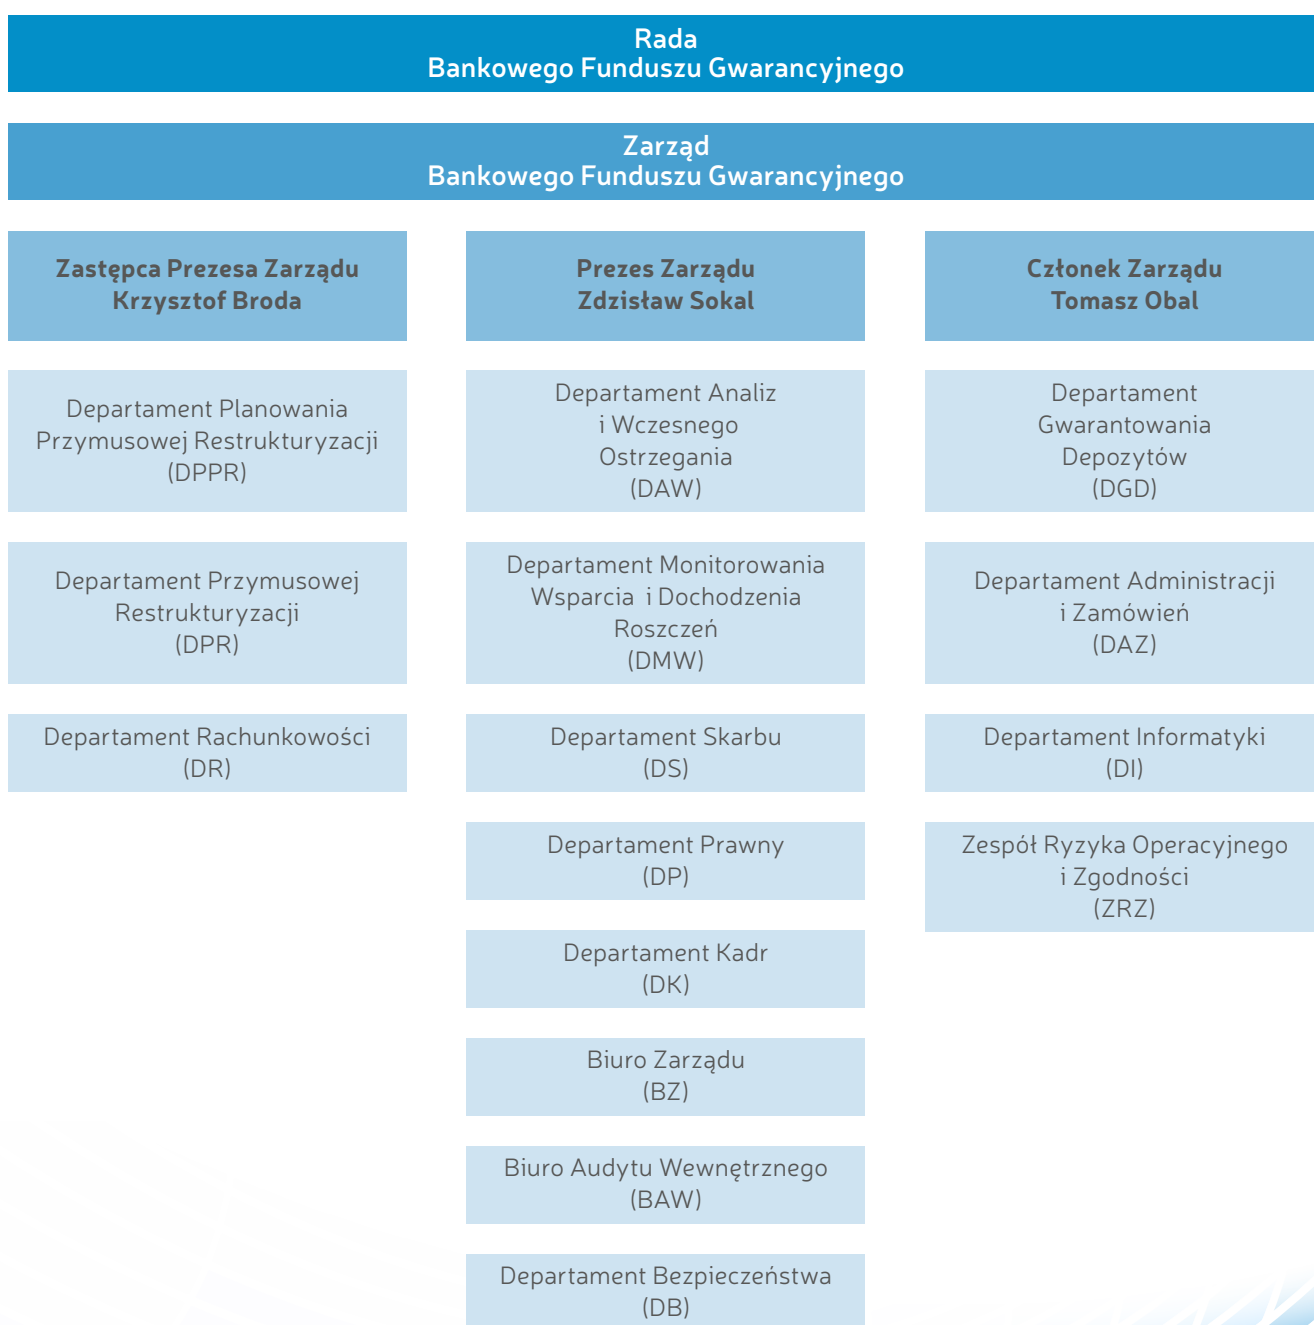 Rada
Bankowego Funduszu Gwarancyjnego
Zarząd
Bankowego Funduszu Gwarancyjnego
Zastępca Prezesa Zarządu
Krzysztof Broda
Departament Planowania
Przymusowej Restrukturyzacji
(DPPR)
Departament Przymusowej
Restrukturyzacji
(DPR)
Departament Rachunkowości
(DR)
Prezes Zarządu
Zdzisław Sokal
Departament Analiz
i Wczesnego
Ostrzegania
(DAW)
Departament Monitorowania
Wsparcia i Dochodzenia
Roszczeń
(DMW)
Departament Skarbu
(DS)
Departament Prawny
(DP)
Departament Kadr
(DK)
Biuro Zarządu
(BZ)
Biuro Audytu Wewnętrznego
(BAW)
Departament Bezpieczeństwa
(DB)
Członek Zarządu
Tomasz Obal
Departament
Gwarantowania
Depozytów
(DGD)
Departament Administracji
i Zamówień
(DAZ)
Departament Informatyki
(DI)
Zespół Ryzyka Operacyjnego
i Zgodności
(ZRZ)